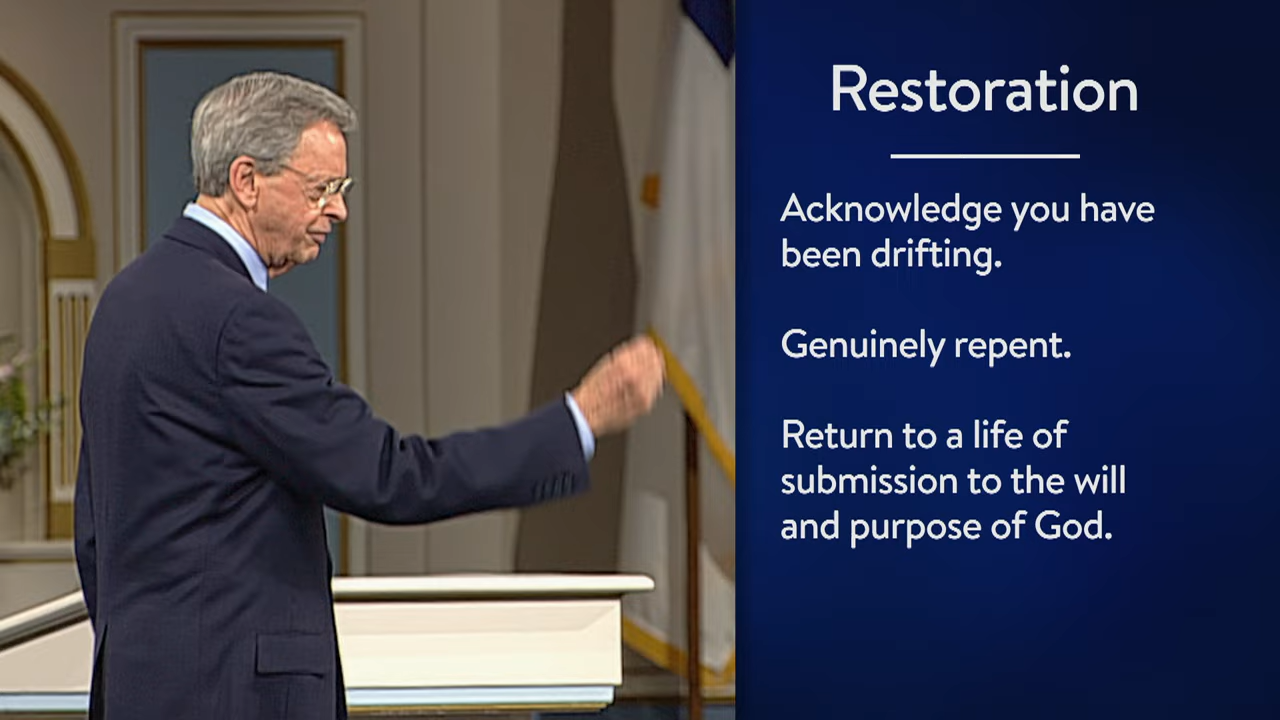 Restoration
Acknowledge you have
been drifting.
Genuinely repent.
Return to a life of
submission to the will
and purpose of God.